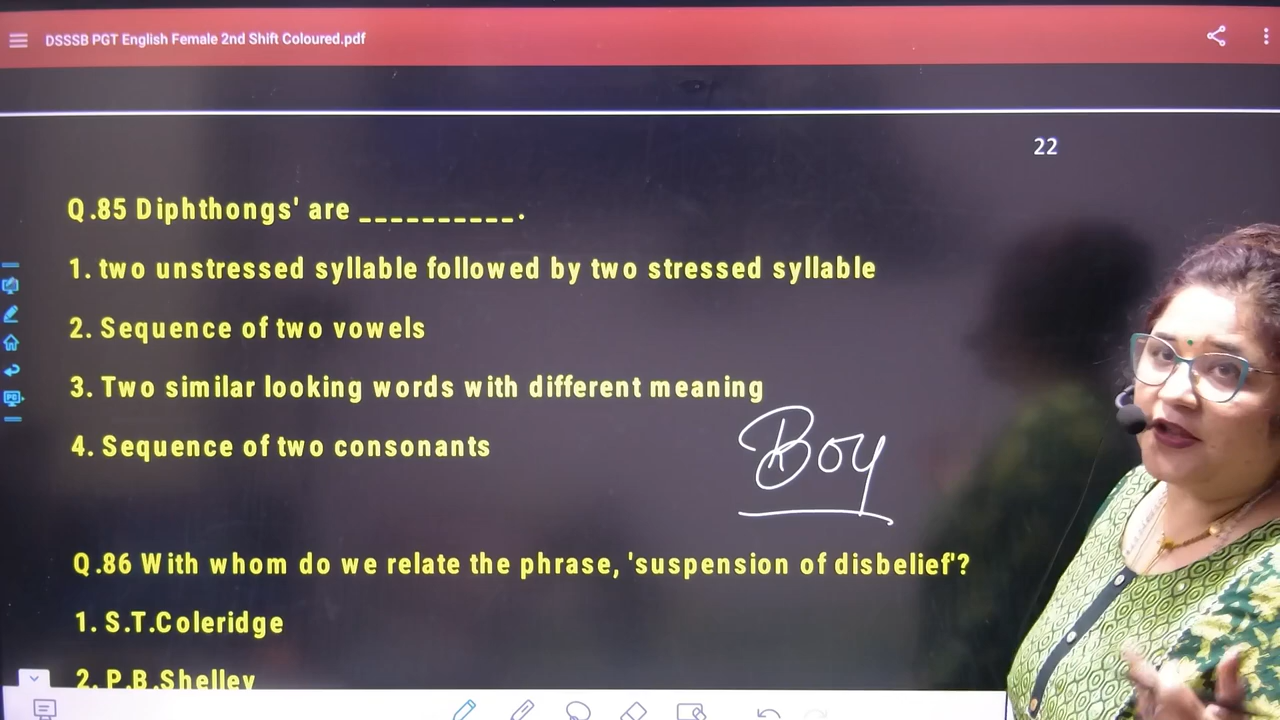 DSSSB PGT English Female 2nd Shift Coloured.pdf
22
Q.85 Diphthongs' are __________.
1. two unstressed syllable followed by two stressed syllable
2. Sequence of two vowels
3. Two similar looking words with different meaning
4. Sequence of two consonants
Boy
Q.86 With whom do we relate the phrase, 'suspension of disbelief'?
1. S.T.Coleridge
2. P.B.Shelley